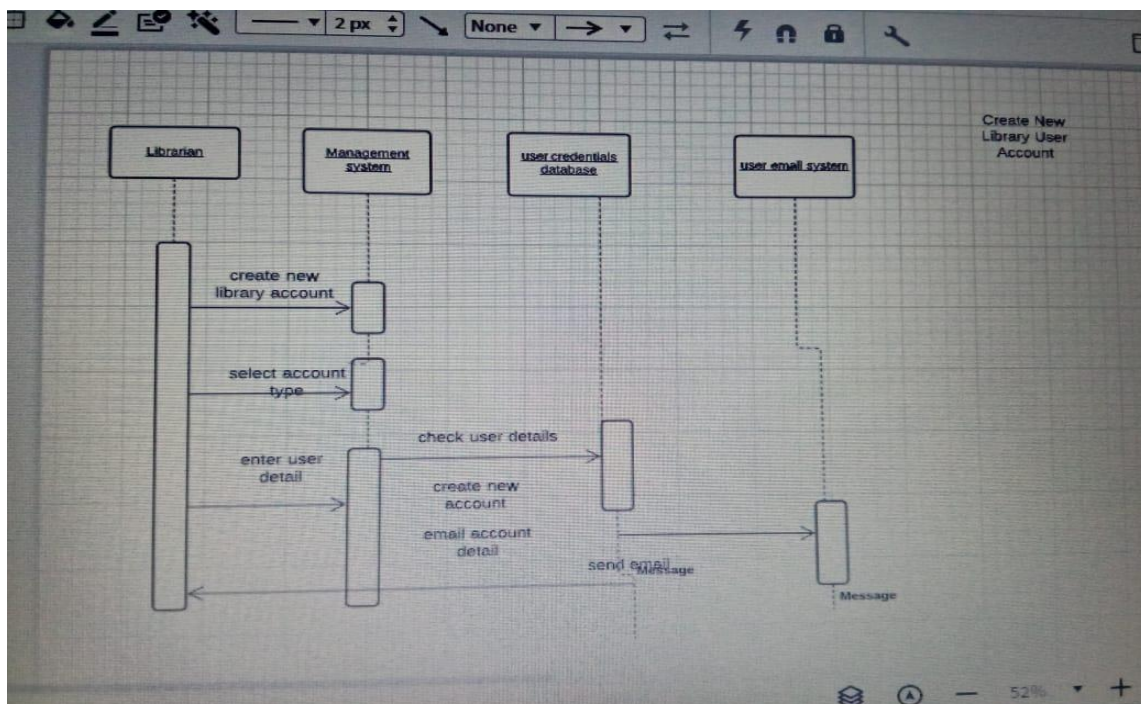 2 px
None
Create New
Library User
Account
Librarian
Management
system
user credentials
database
user email system
create new
library account
select account
type
check user details
enter user
detail
create new
account
email account
detail
send email
Message
Message
52%